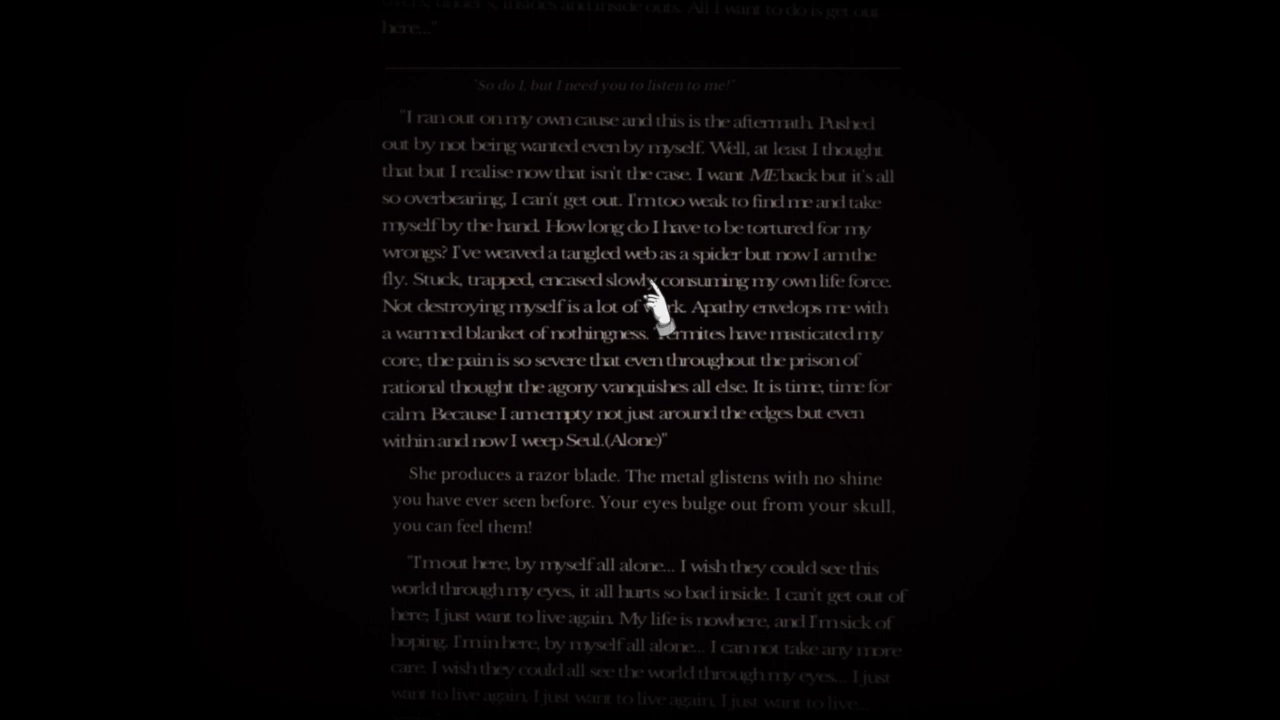 overs, unders, insides and inside outs. All I want to do is get out
here..."
"So do I, but I need you to listen to me!"
"I ran out on my own cause and this is the aftermath. Pushed
out by not being wanted even by myself. Well, at least I thought
that but I realise now that isn't the case. I want ME back but it's all
so overbearing, I can't get out. I'm too weak to find me and take
myself by the hand. How long do I have to be tortured for my
wrongs? I've weaved a tangled web as a spider but now I am the
fly. Stuck, trapped, encased slowly consuming my own life force.
Not destroying myself is a lot of Apathy envelops me with
a warmed blanket of nothingness. Termites have masticated my
core, the pain is so severe that even throughout the prison of
rational thought the agony vanquishes all else. It is time, time for
calm. Because I am empty not just around the edges but even
within and now I weep Seul.(Alone)"
She produces a razor blade. The metal glistens with no shine
you have ever seen before. Your eyes bulge out from your skull,
you can feel them!
"I'm out here, by myself all alone... I wish they could see this
world through my eyes, it all hurts so bad inside. I can't get out of
here; I just want to live again. My life is nowhere, and I'm sick of
hoping. I'm in here, by myself all alone... I can not take any more
care. I wish they could all see the world through my eyes... I just
want to live again, I just want to live again, I just want to live...